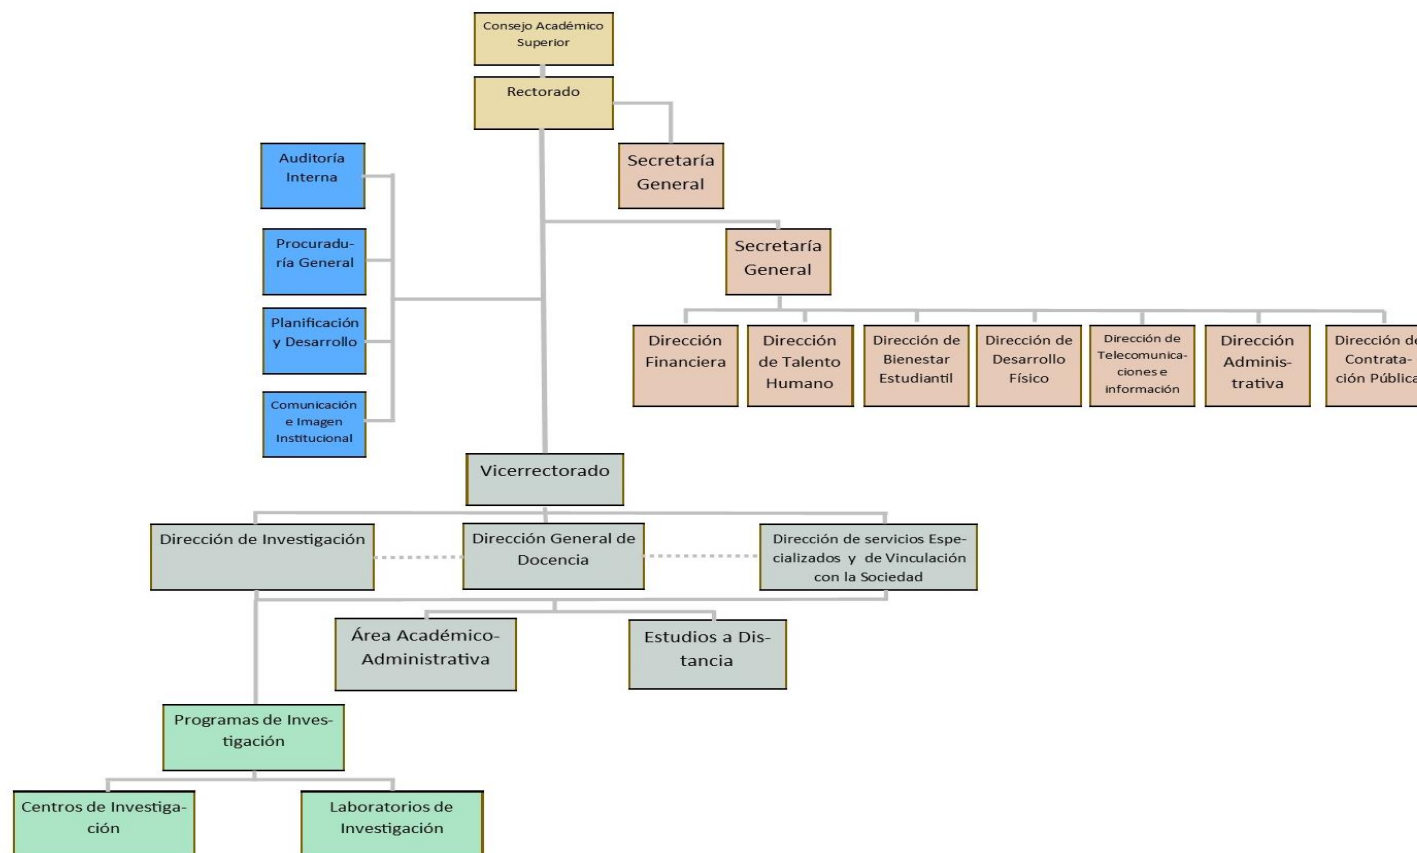 Consejo Académico
Superior
Rectorado
Secretaría
General
Auditoría
Interna
Procuradu-
ría General
Planificación
y Desarrollo
Comunicación
e Imagen
Institucional
Secretaría
General
Dirección
Financiera
Dirección
de Talento
Humano
Dirección de
Bienestar
Estudiantil
Dirección de
Desarrollo
Físico
Dirección de
Telecomunica-
ciones e
información
Dirección
Adminis-
trativa
Dirección de
Contrata-
ción Pública
Vicerrectorado
Dirección de Investigación
Dirección General de
Docencia
Dirección de servicios Espe-
cializados y de Vinculación
con la Sociedad
Área Académico-
Administrativa
Estudios a Dis-
tancia
Programas de Inves-
tigación
Centros de Investiga-
ción
Laboratorios de
Investigación